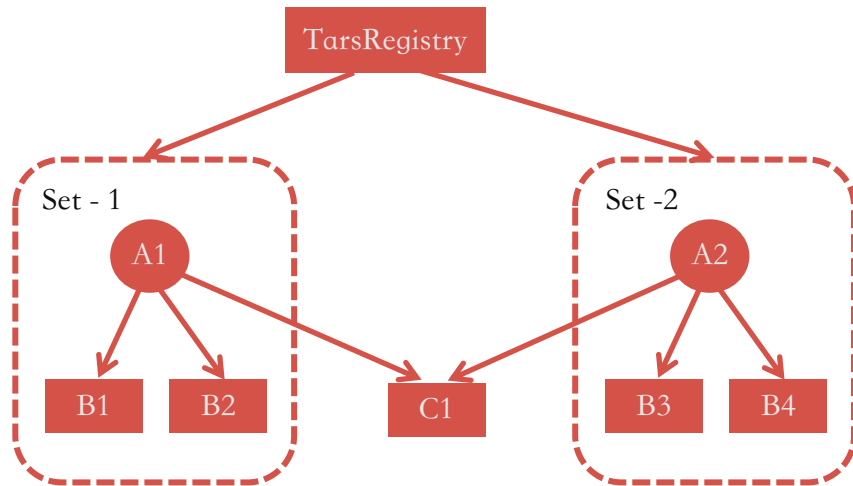 TarsRegistry
Set - 1
Set -2
A1
A2
B1
B2
C1
B3
B4